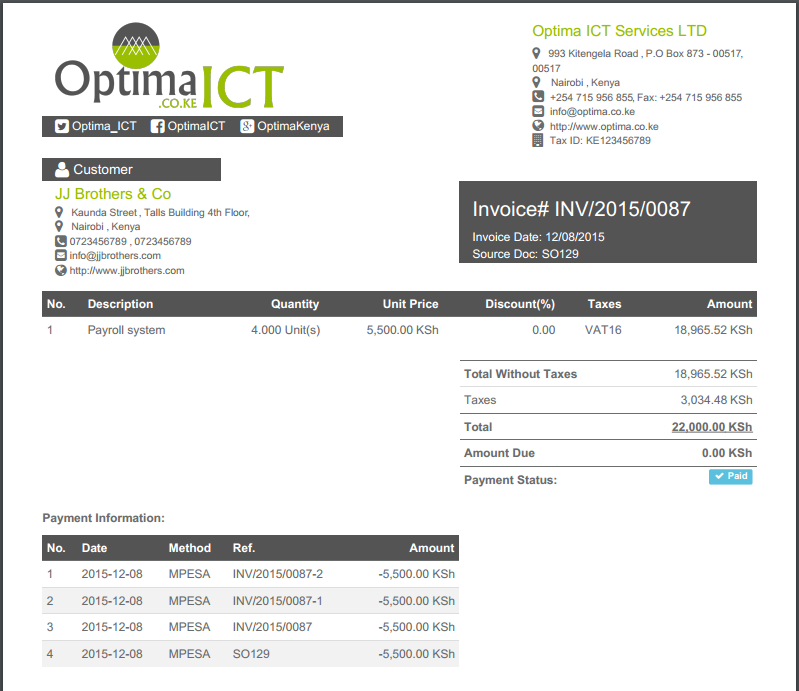 Optima ICT
.CO.KE
Optima_ICT OptimaICT OptimaKenya
Optima ICT Services LTD
993 Kitengela Road , P.O Box 873 - 00517,
00517
Nairobi , Kenya
+254 715 956 855, Fax: +254 715 956 855
info@optima.co.ke
http://www.optima.co.ke
Tax ID: KE123456789
Customer
JJ Brothers & Co
Kaunda Street , Talls Building 4th Floor,
Nairobi , Kenya
0723456789 , 0723456789
info@jjbrothers.com
http://www.jjbrothers.com
Invoice# INV/2015/0087
Invoice Date: 12/08/2015
Source Doc: SO129
No. Description Quantity Unit Price Discount(%) Taxes Amount
1 Payroll system 4.000 Unit(s) 5,500.00 KSh 0.00 VAT16 18,965.52 KSh
Total Without Taxes 18,965.52 KSh
Taxes 3,034.48 KSh
Total 22,000.00 KSh
Amount Due 0.00 KSh
Payment Status: Paid
Payment Information:
No. Date Method Ref. Amount
1 2015-12-08 MPESA INV/2015/0087-2 -5,500.00 KSh
2 2015-12-08 MPESA INV/2015/0087-1 -5,500.00 KSh
3 2015-12-08 MPESA INV/2015/0087 -5,500.00 KSh
4 2015-12-08 MPESA SO129 -5,500.00 KSh